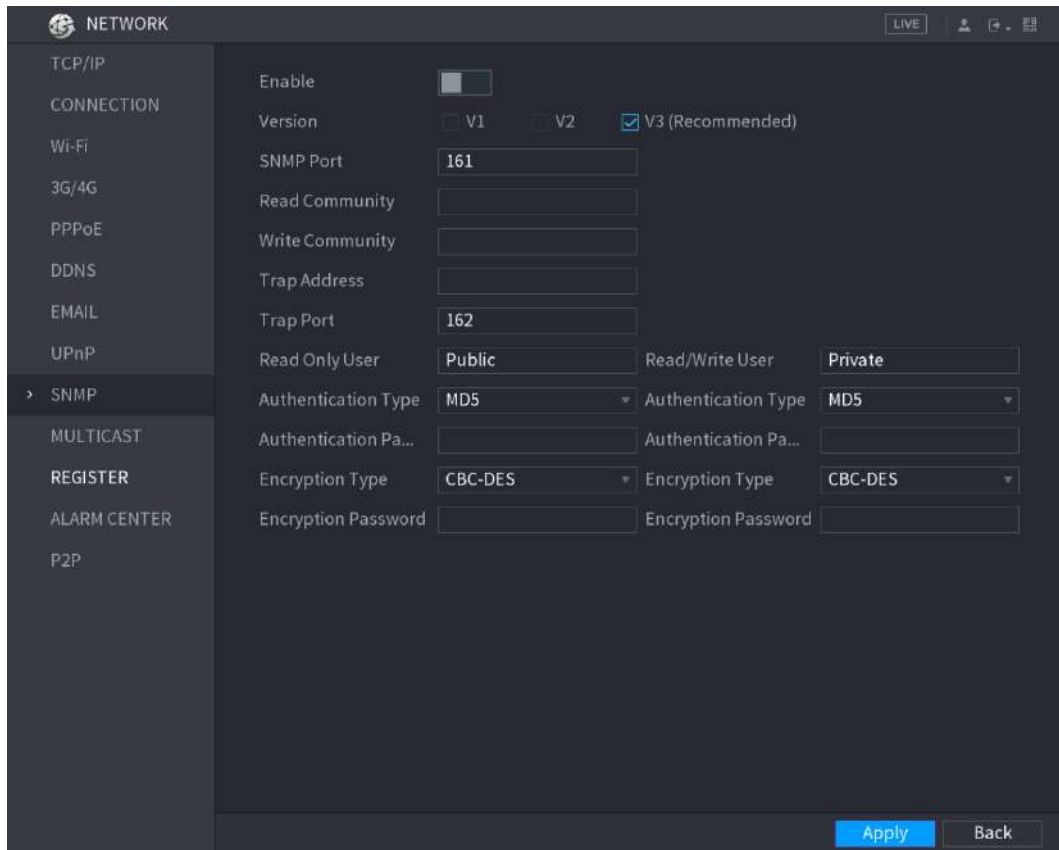 NETWORK
LIVE
TCP/IP
CONNECTION
Wi-Fi
3G/4G
PPPoE
DDNS
EMAIL
UPnP
SNMP
MULTICAST
REGISTER
ALARM CENTER
P2P
Enable
Version V1 V2 V3 (Recommended)
SNMP Port 161
Read Community
Write Community
Trap Address
Trap Port 162
Read Only User Public Read/Write User Private
Authentication Type MD5 Authentication Type MD5
Authentication Pa... Authentication Pa...
Encryption Type CBC-DES Encryption Type CBC-DES
Encryption Password Encryption Password
Apply Back